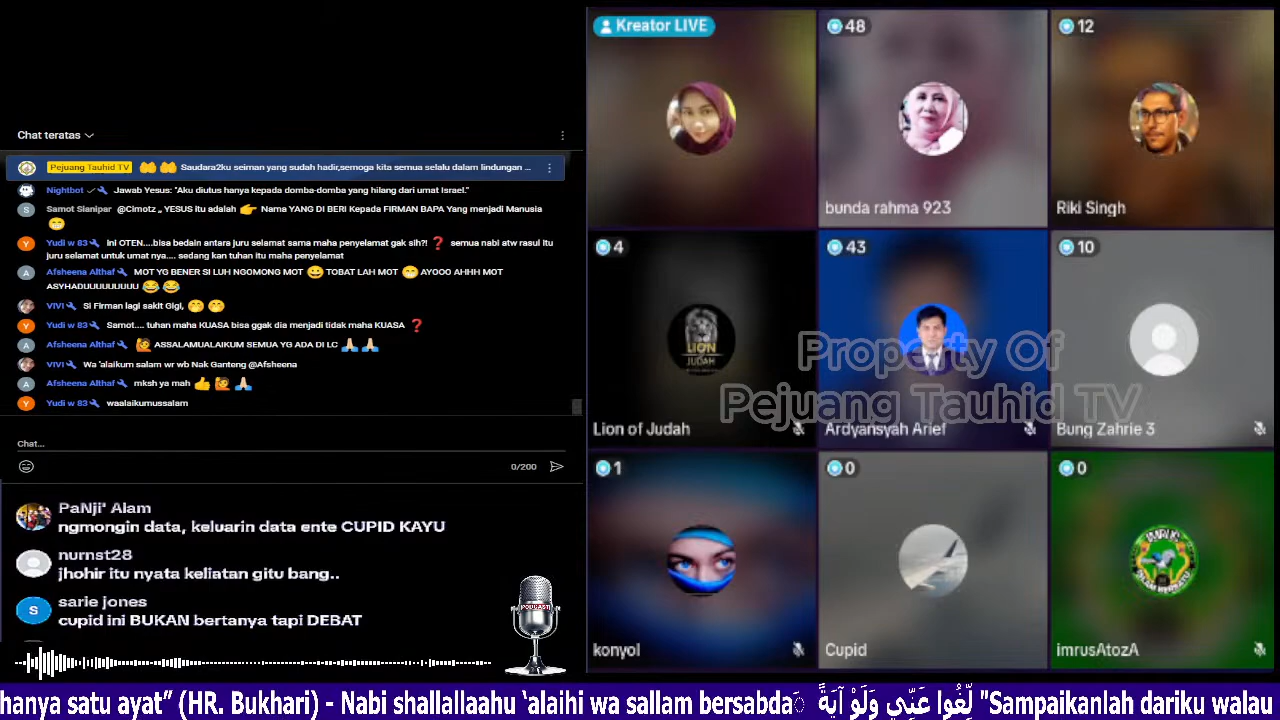 Chat teratas
Pejuang Tauhid TV 🤲 🤲 Saudara2ku seiman yang sudah hadir,semoga kita semua selalu dalam lindungan ...
Nightbot Jawab Yesus: "Aku diutus hanya kepada domba-domba yang hilang dari umat Israel."
Samot Sianipar @Cimotz ,, YESUS itu adalah 👉 Nama YANG DI BERI Kepada FIRMAN BAPA Yang menjadi Manusia
😁
Yudi w 83 Ini OTEN....bisa bedain antara juru selamat sama maha penyelamat gak sih?! ❓ semua nabi atw rasul itu
juru selamat untuk umat nya.... sedang kan tuhan itu maha penyelamat
Afsheena Althaf MOT YG BENER SI LUH NGOMONG MOT 😀 TOBAT LAH MOT 😁 AYOOO AHHH MOT
ASYHADUUUUUUUUU 😂 😂
VIVI Si Firman lagi sakit Gigi, 🤭 🤭
Yudi w 83 Samot.... tuhan maha KUASA bisa ggak dia menjadi tidak maha KUASA ❓
Afsheena Althaf 🙋 ASSALAMUALAIKUM SEMUA YG ADA DI LC 🙏 🙏
VIVI Wa 'alaikum salam wr wb Nak Ganteng @Afsheena
Afsheena Althaf mksh ya mah 👍 🙋 🙏
Yudi w 83 waalaikumussalam
Chat...
0/200
PaNji' Alam
ngmongin data, keluarin data ente CUPID KAYU
nurnst28
jhohir itu nyata keliatan gitu bang..
sarie jones
cupid ini BUKAN bertanya tapi DEBAT
PODCAST
Kreator LIVE
48
bunda rahma 923
12
Riki Singh
4
LION
OF
JUDAH
Lion of Judah
43
Ardyansyah Arief
10
Bung Zahrie 3
Property Of
Pejuang Tauhid TV
1
konyol
0
Cupid
0
imrusAtozA
hanya satu ayat” (HR. Bukhari) - Nabi shallallaahu ‘alaihi wa sallam bersabda لِّغُوا عَنِّي وَلَوْ آيَةً "Sampaikanlah dariku walau